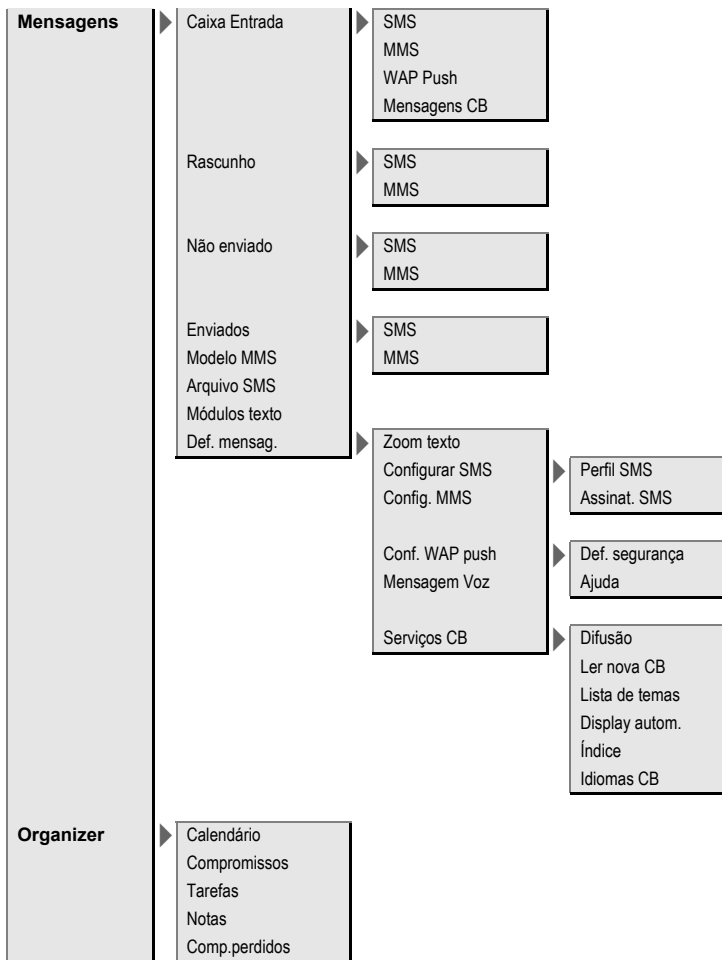 Mensagens
Caixa Entrada
SMS
MMS
WAP Push
Mensagens CB
Rascunho
SMS
MMS
Não enviado
SMS
MMS
Enviados
SMS
Modelo MMS
MMS
Arquivo SMS
Módulos texto
Def. mensag.
Zoom texto
Configurar SMS
Perfil SMS
Config. MMS
Assinat. SMS
Conf. WAP push
Def. segurança
Mensagem Voz
Ajuda
Serviços CB
Difusão
Ler nova CB
Lista de temas
Display autom.
Índice
Idiomas CB
Organizer
Calendário
Compromissos
Tarefas
Notas
Comp.perdidos